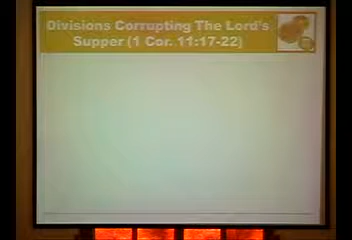 Divisions Corrupting The Lord's
Supper (1 Cor. 11:17-22)